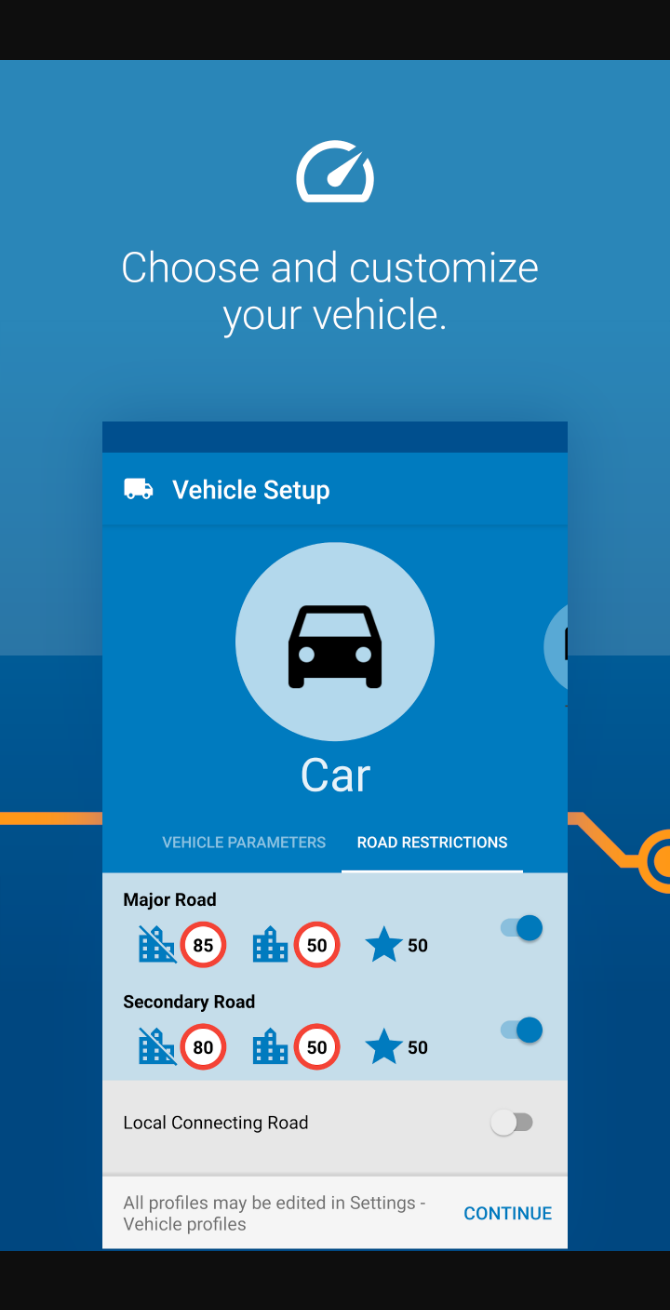 Choose and customize
your vehicle.
Vehicle Setup
Car
VEHICLE PARAMETERS ROAD RESTRICTIONS
Major Road
85 50 50
Secondary Road
80 50 50
Local Connecting Road
All profiles may be edited in Settings -
Vehicle profiles
CONTINUE